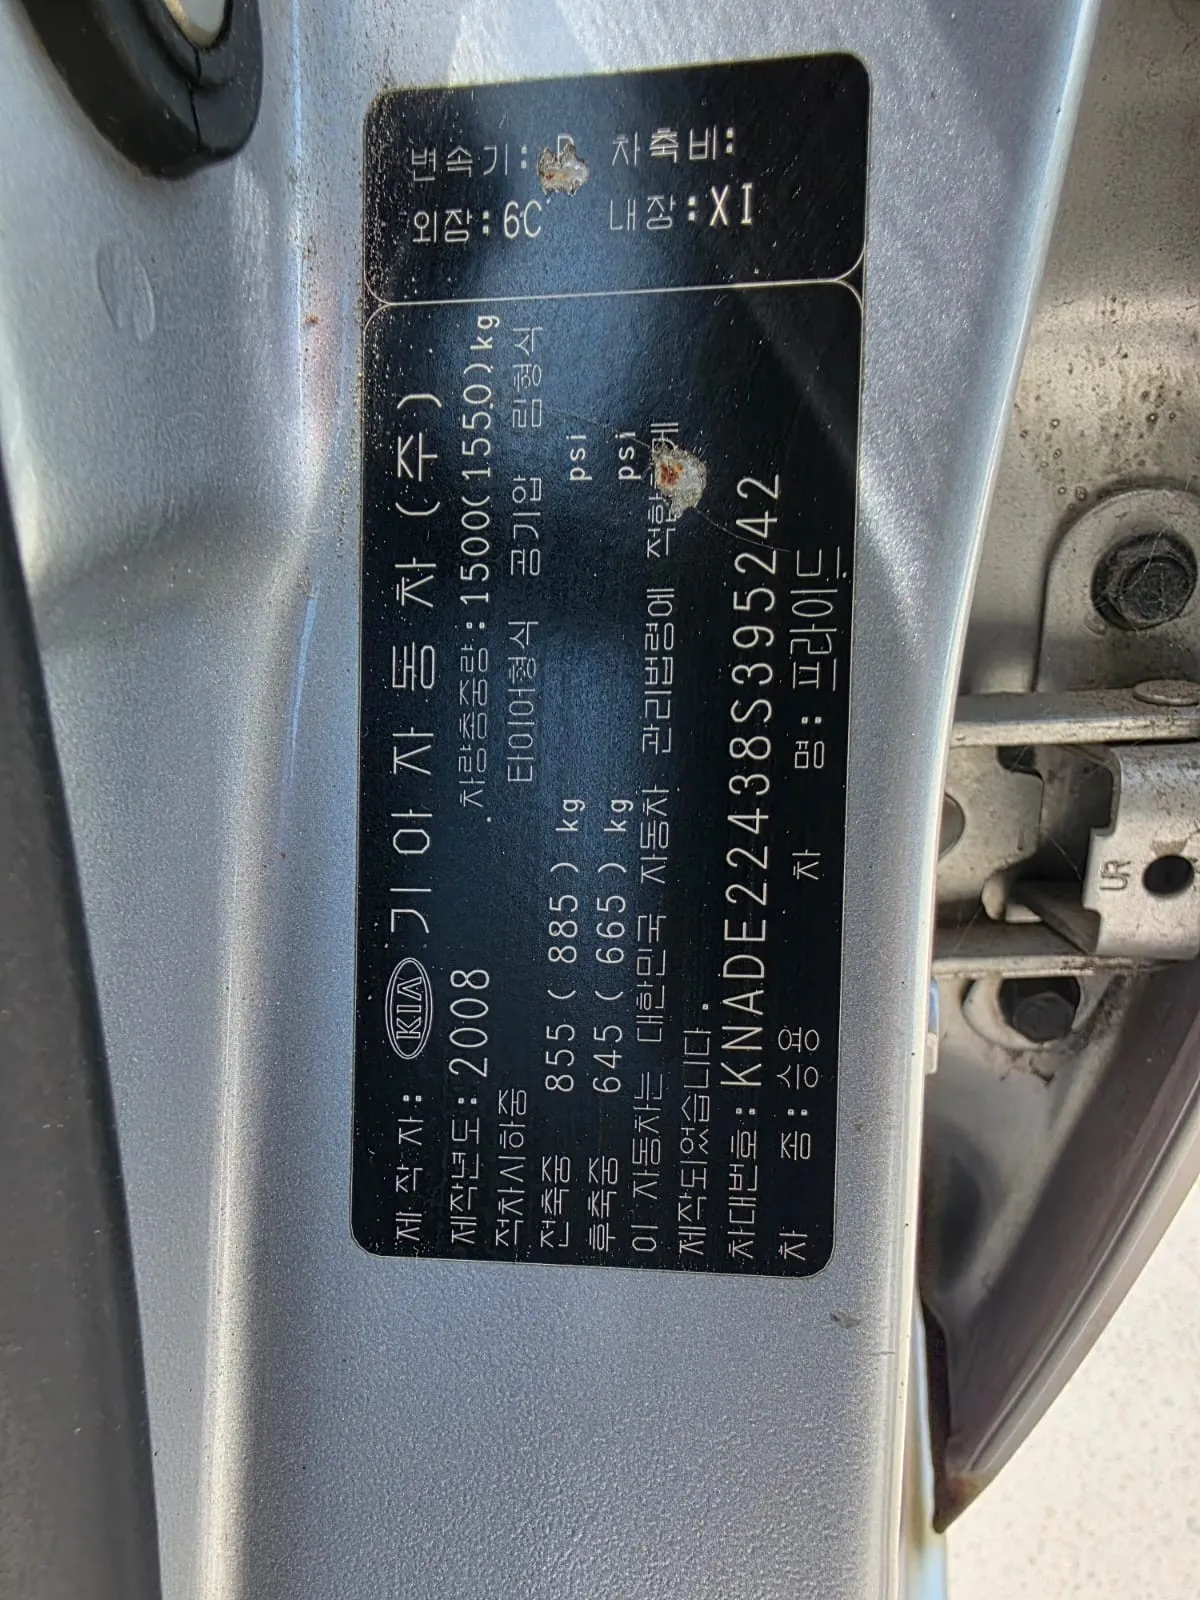 변속기: P 차축비:
외장:6C 내장:XI
제 작 자: KIA 기아자동차(주)
제작년도:2008 차량총중량:1500(1550)kg
적차시하중 타이어형식 공기압 림형식
전축중 855 ( 885) kg psi
후축중 645 ( 665) kg psi
이 자동차는 대한민국 자동차 관리법령에 적합
제작되었습니다.
차대번호:KNADE22438S395242
차 종:승용 차 명:프라이드
UR